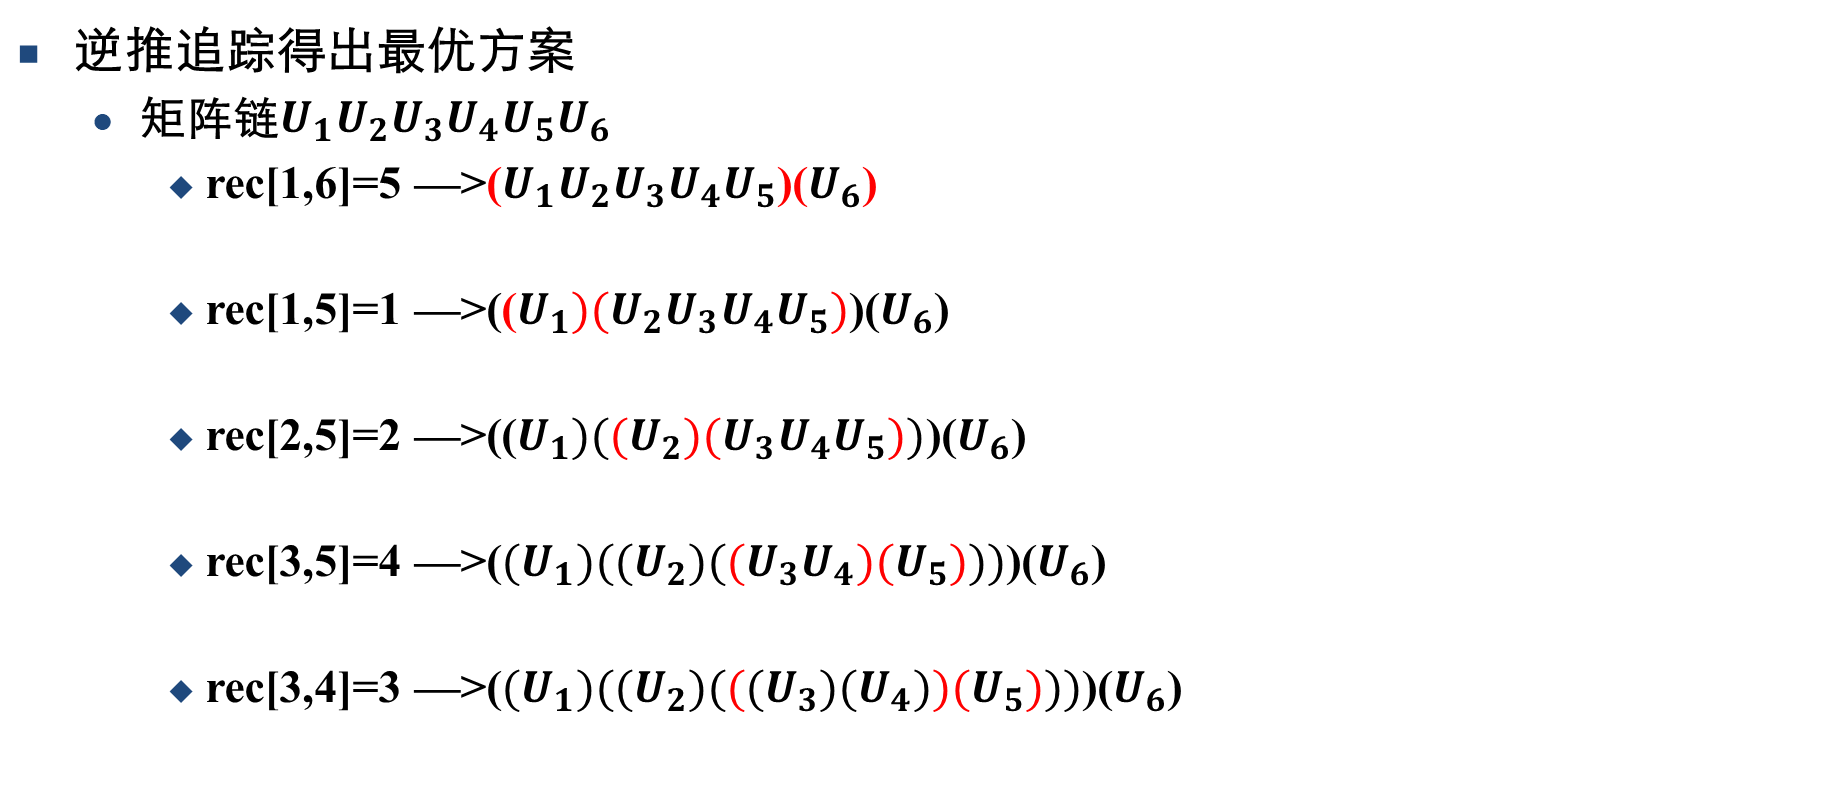 逆推追踪得出最优方案
矩阵链U₁U₂U₃U₄U₅U₆
rec[1,6]=5 —>(U₁U₂U₃U₄U₅)(U₆)
rec[1,5]=1 —>((U₁)(U₂U₃U₄U₅))(U₆)
rec[2,5]=2 —>((U₁)((U₂)(U₃U₄U₅)))(U₆)
rec[3,5]=4 —>((U₁)((U₂)((U₃U₄)(U₅))))(U₆)
rec[3,4]=3 —>((U₁)((U₂)(((U₃)(U₄))(U₅))))(U₆)